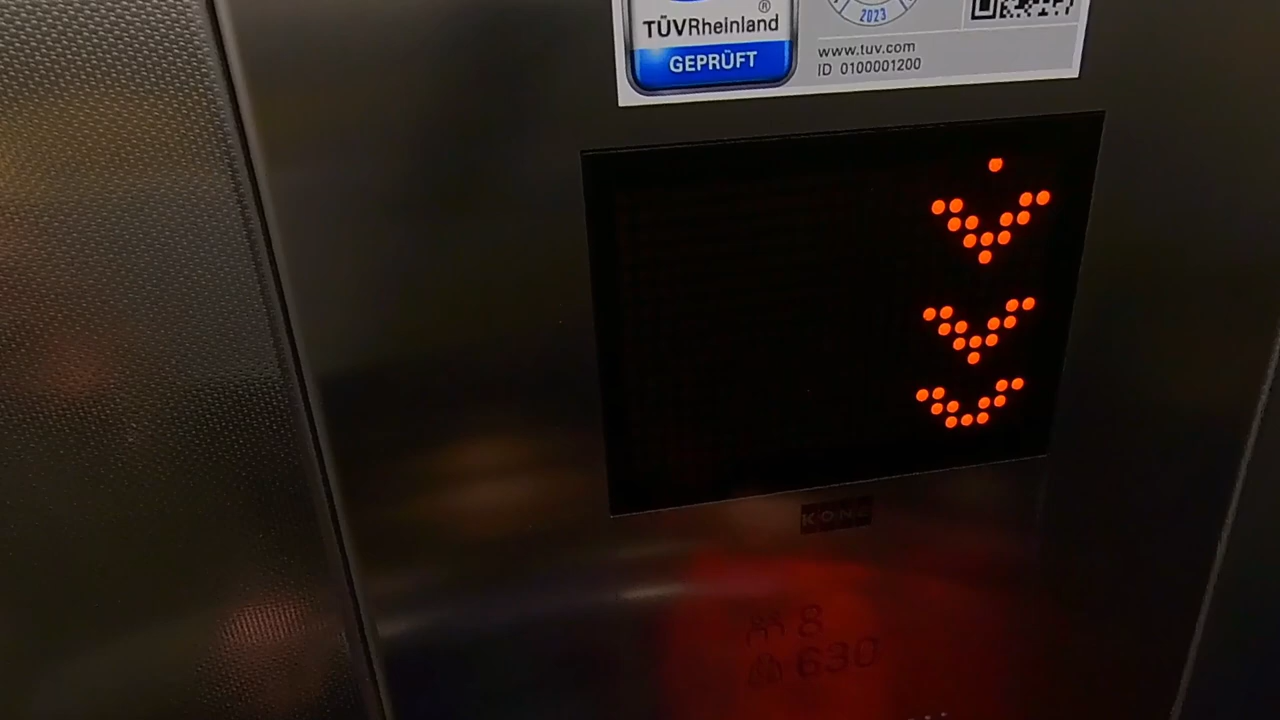 ®
TÜVRheinland
GEPRÜFT
2023
www.tuv.com
ID 0100001200
KONE
8
630